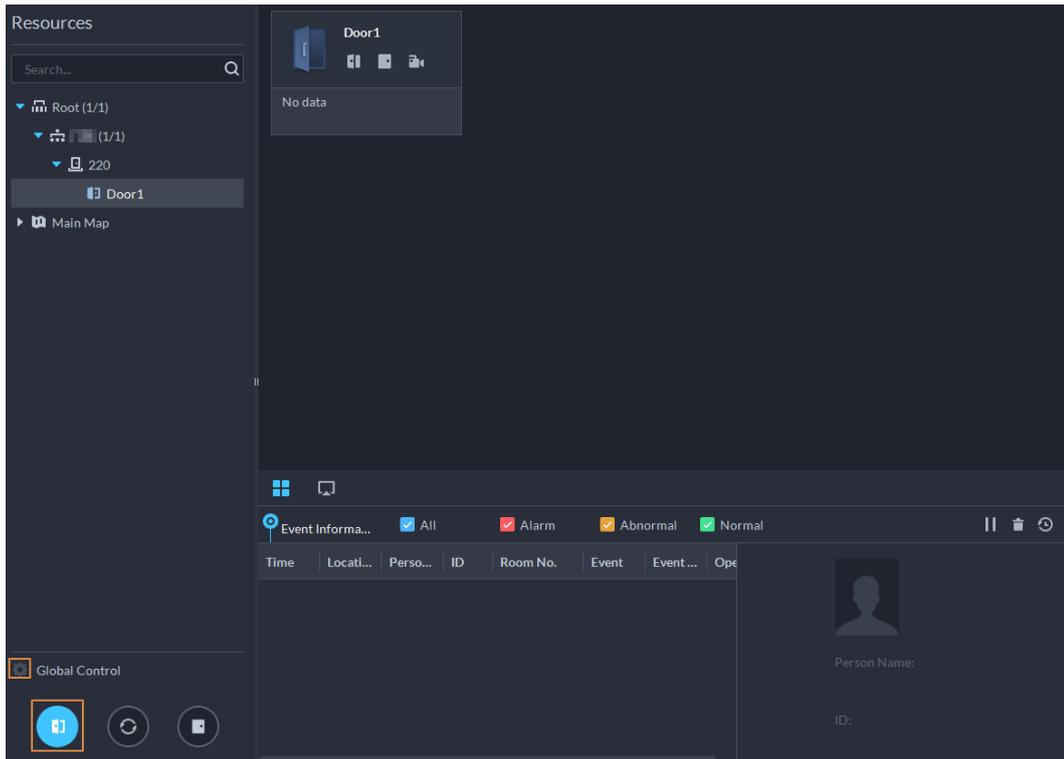 Resources
Search...
Root (1/1)
(1/1)
220
Door1
Main Map
Global Control
Door1
No data
Event Informa...
All
Alarm
Abnormal
Normal
Time Locati... Perso... ID Room No. Event Event ... Ope
Person Name:
ID: